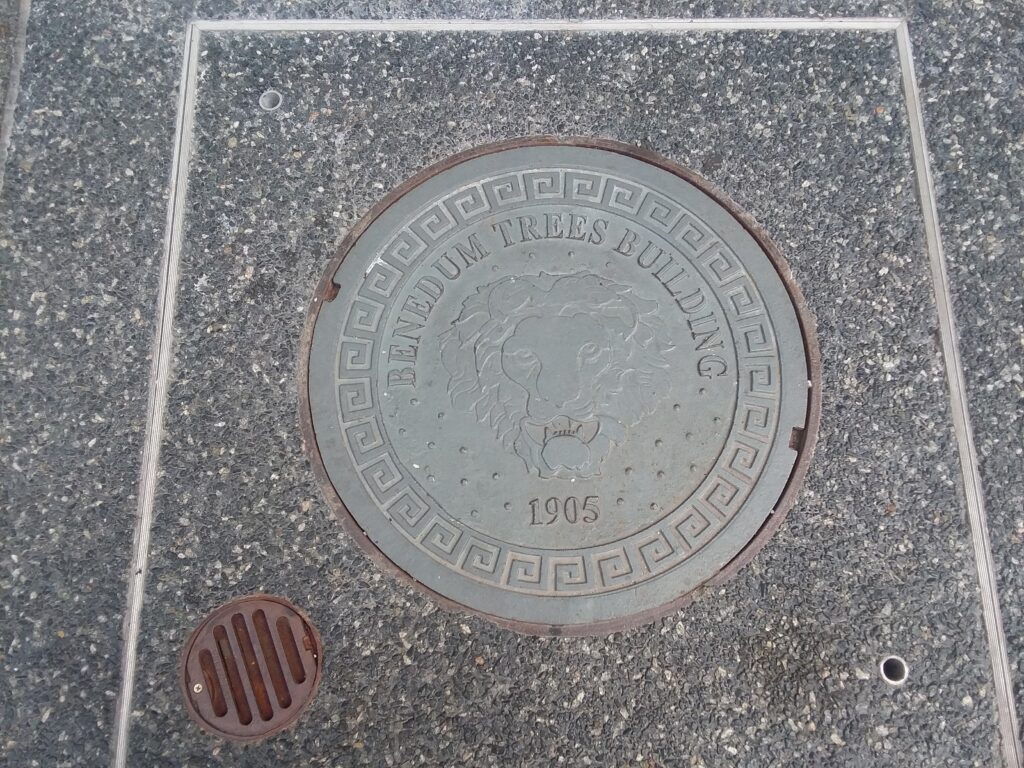 BENEDUM TREES BUILDING
1905